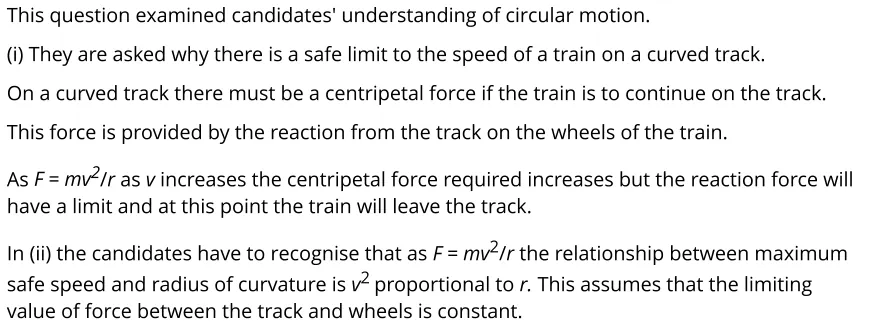 This question examined candidates' understanding of circular motion.
(i) They are asked why there is a safe limit to the speed of a train on a curved track.
On a curved track there must be a centripetal force if the train is to continue on the track.
This force is provided by the reaction from the track on the wheels of the train.
As F = mv²/r as v increases the centripetal force required increases but the reaction force will
have a limit and at this point the train will leave the track.
In (ii) the candidates have to recognise that as F = mv²/r the relationship between maximum
safe speed and radius of curvature is v² proportional to r. This assumes that the limiting
value of force between the track and wheels is constant.